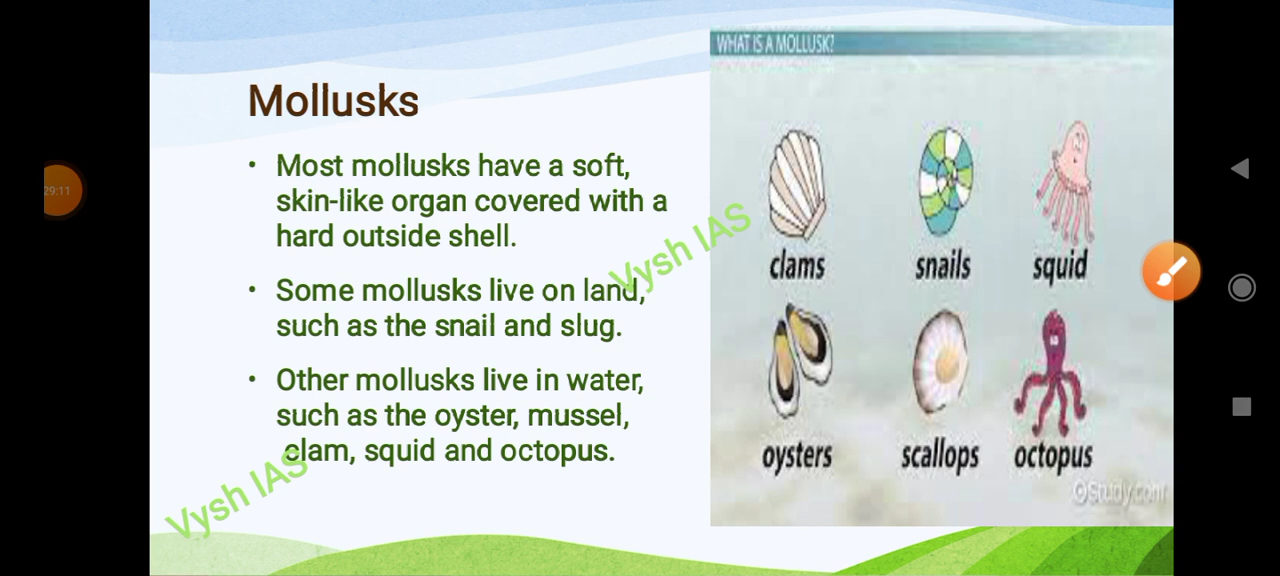 29:11
Mollusks
• Most mollusks have a soft,
skin-like organ covered with a
hard outside shell.
• Some mollusks live on land,
such as the snail and slug.
• Other mollusks live in water,
such as the oyster, mussel,
clam, squid and octopus.
Vysh IAS
Vysh IAS
WHAT IS A MOLLUSK?
clams snails squid
oysters scallops octopus
©Study.com